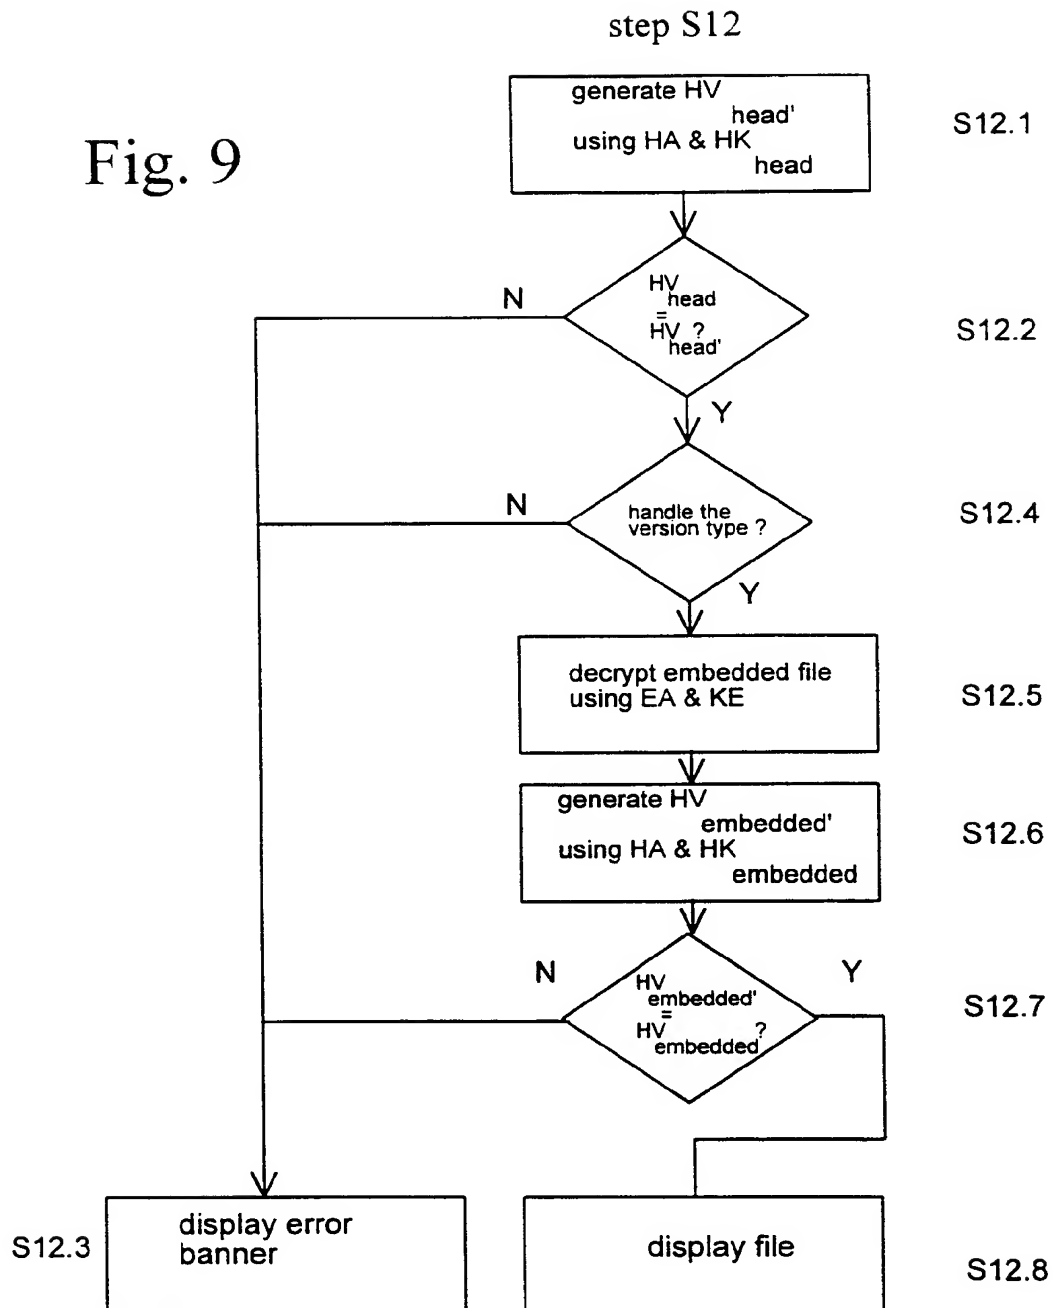 step S12
Fig. 9
generate HV
head'
using HA & HK
head
S12.1
HV
head
=
HV ?
head'
N
S12.2
Y
handle the
version type ?
N
S12.4
Y
decrypt embedded file
using EA & KE
S12.5
generate HV
embedded'
using HA & HK
embedded
S12.6
N
Y
HV
embedded'
=
HV ?
embedded
S12.7
S12.3
display error
banner
display file
S12.8